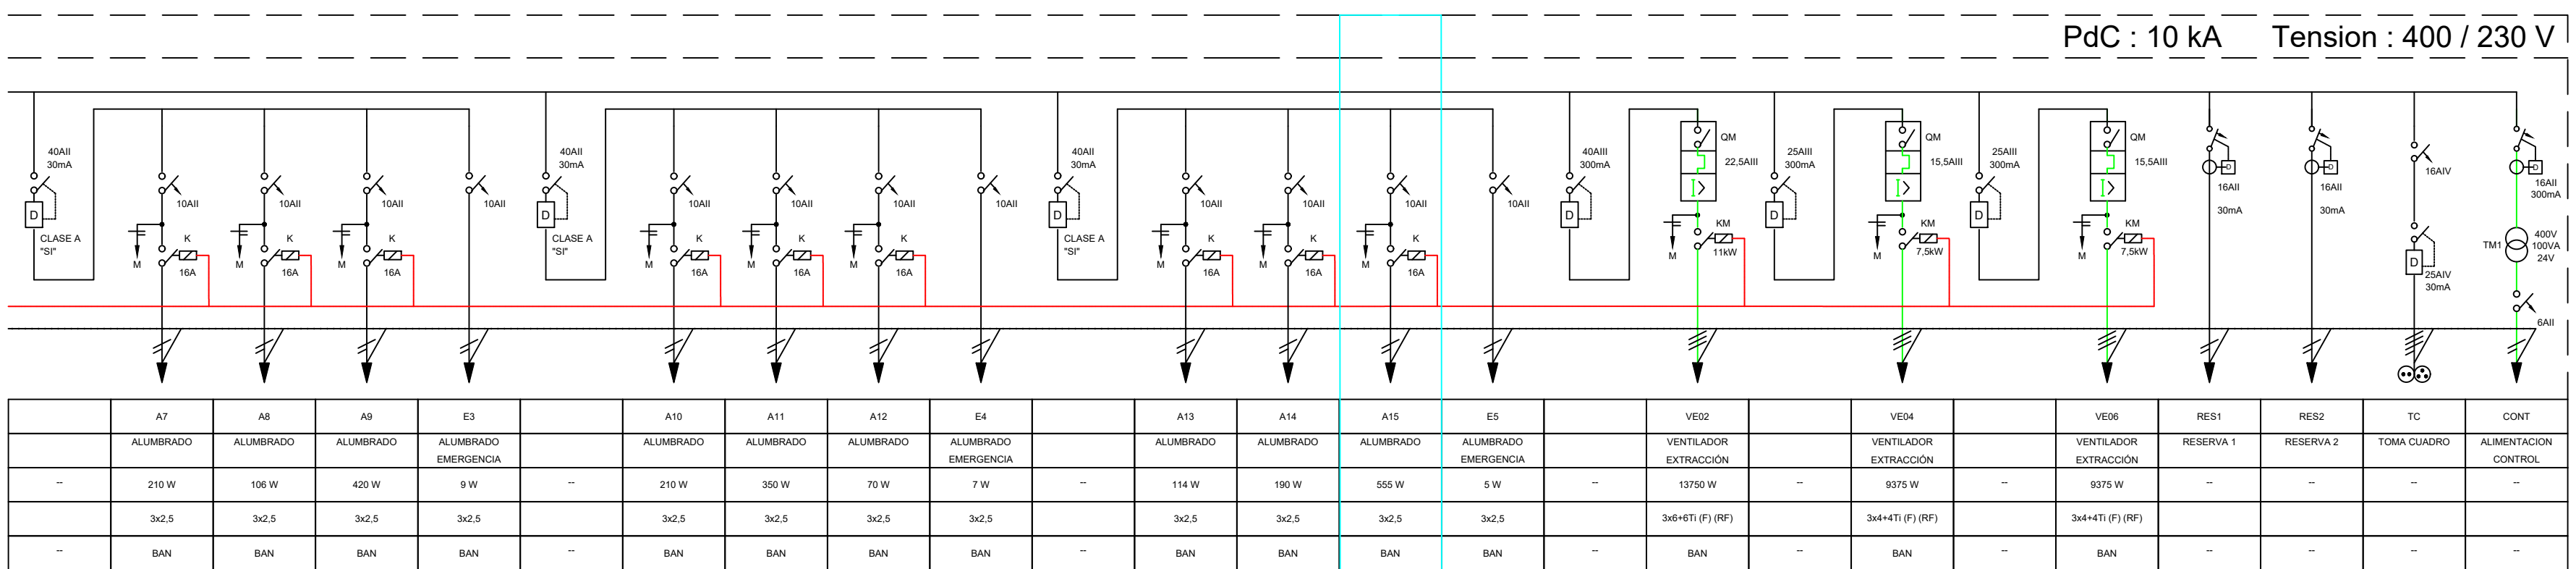 PdC : 10 kA Tension : 400 / 230 V
40AII
30mA
D
CLASE A
"SI"
10AII
M
K
16A
10AII
M
K
16A
10AII
M
K
16A
10AII
40AII
30mA
D
CLASE A
"SI"
10AII
M
K
16A
10AII
M
K
16A
10AII
M
K
16A
10AII
40AII
30mA
D
CLASE A
"SI"
10AII
M
K
16A
10AII
M
K
16A
10AII
M
K
16A
10AII
40AIII
300mA
D
QM
22,5AIII
I
M
KM
11kW
25AIII
300mA
D
QM
15,5AIII
I
M
KM
7,5kW
25AIII
300mA
D
QM
15,5AIII
I
M
KM
7,5kW
D
16AII
30mA
D
16AII
30mA
16AIV
D
25AIV
30mA
D
16AII
300mA
TM1
400V
100VA
24V
6AII
A7 A8 A9 E3 A10 A11 A12 E4 A13 A14 A15 E5 VE02 VE04 VE06 RES1 RES2 TC CONT
ALUMBRADO ALUMBRADO ALUMBRADO ALUMBRADO ALUMBRADO ALUMBRADO ALUMBRADO ALUMBRADO ALUMBRADO ALUMBRADO ALUMBRADO ALUMBRADO VENTILADOR VENTILADOR VENTILADOR RESERVA 1 RESERVA 2 TOMA CUADRO ALIMENTACION
EMERGENCIA EMERGENCIA EMERGENCIA EXTRACCIÓN EXTRACCIÓN EXTRACCIÓN CONTROL
-- 210 W 106 W 420 W 9 W -- 210 W 350 W 70 W 7 W -- 114 W 190 W 555 W 5 W -- 13750 W -- 9375 W -- 9375 W -- -- -- --
3x2,5 3x2,5 3x2,5 3x2,5 3x2,5 3x2,5 3x2,5 3x2,5 3x2,5 3x2,5 3x2,5 3x2,5 3x6+6Ti (F) (RF) 3x4+4Ti (F) (RF) 3x4+4Ti (F) (RF)
-- BAN BAN BAN BAN -- BAN BAN BAN BAN -- BAN BAN BAN BAN -- BAN -- BAN -- BAN -- -- -- --